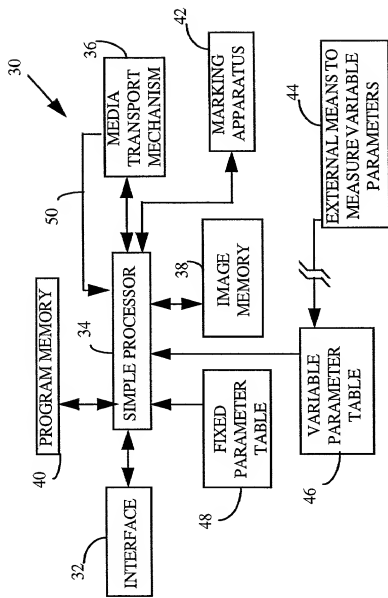 30
40
PROGRAM MEMORY
50
36
MEDIA
TRANSPORT
MECHANISM
42
MARKING
APPARATUS
32
INTERFACE
34
SIMPLE PROCESSOR
38
IMAGE
MEMORY
48
FIXED
PARAMETER
TABLE
46
VARIABLE
PARAMETER
TABLE
44
EXTERNAL MEANS TO
MEASURE VARIABLE
PARAMETERS